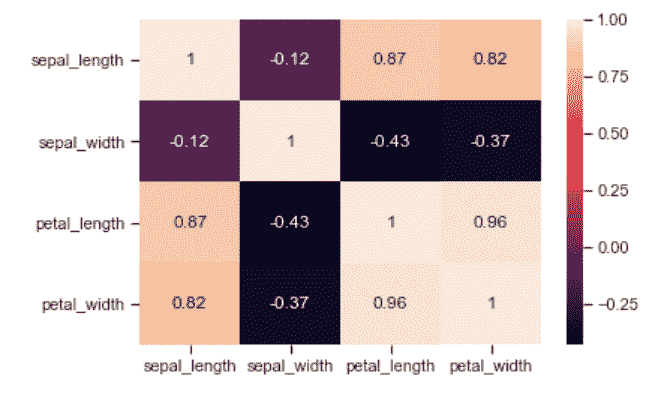 1.00
sepal_length 1 -0.12 0.87 0.82
0.75
sepal_width -0.12 1 -0.43 -0.37
0.50
0.25
petal_length 0.87 -0.43 1 0.96
0.00
petal_width 0.82 -0.37 0.96 1
-0.25
sepal_length sepal_width petal_length petal_width